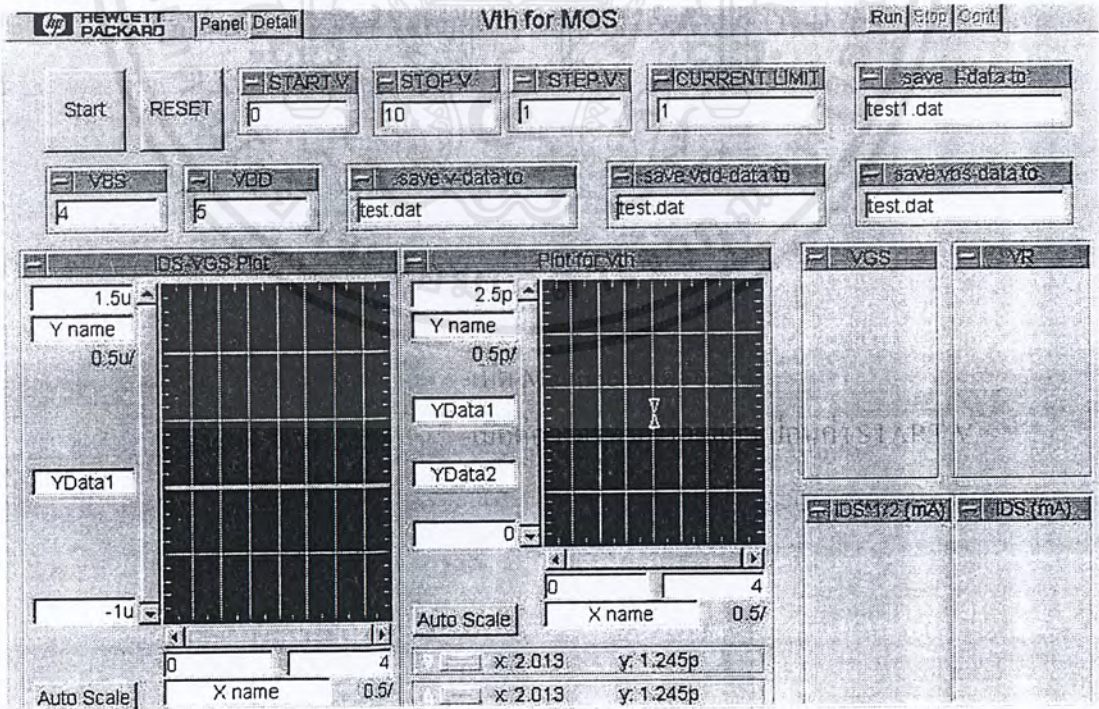 hp HEWLETT PACKARD Panel Detail Vth for MOS Run Stop Cont
Start RESET
START V STOP V STEP V CURRENT LIMIT save I-data to
0 10 1 1 test1.dat
VBS VDD save v-data to save vdd-data to save vbs-data to
4 5 test.dat test.dat test.dat
IDS-VGS Plot
1.5u
Y name
0.5u/
YData1
-1u
0 4
Auto Scale X name 0.5/
Plot for Vth
2.5p
Y name
0.5p/
YData1
YData2
0
0 4
Auto Scale X name 0.5/
x: 2.013 y: 1.245p
x: 2.013 y: 1.245p
VGS VR
IDS^1/2 (mA) IDS (mA)